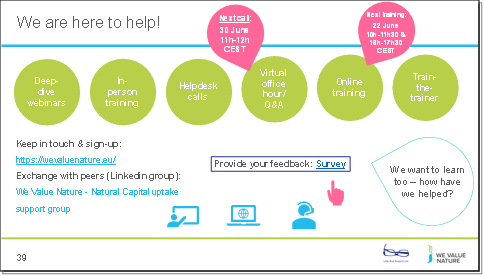 We are here to help!
Next call:
30 June
11h-12h
CEST
Next training:
22 June
10h-11h30 &
16h-17h30
CEST
Deep-
dive
webinars
In-
person
training
Helpdesk
calls
Virtual
office
hour/
Q&A
Online
training
Train-
the-
trainer
Keep in touch & sign-up:
https://wevaluenature.eu/
Exchange with peers (Linkedin group):
We Value Nature - Natural Capital uptake
support group
Provide your feedback: Survey
We want to learn
too – how have
we helped?
39
WE VALUE
NATURE